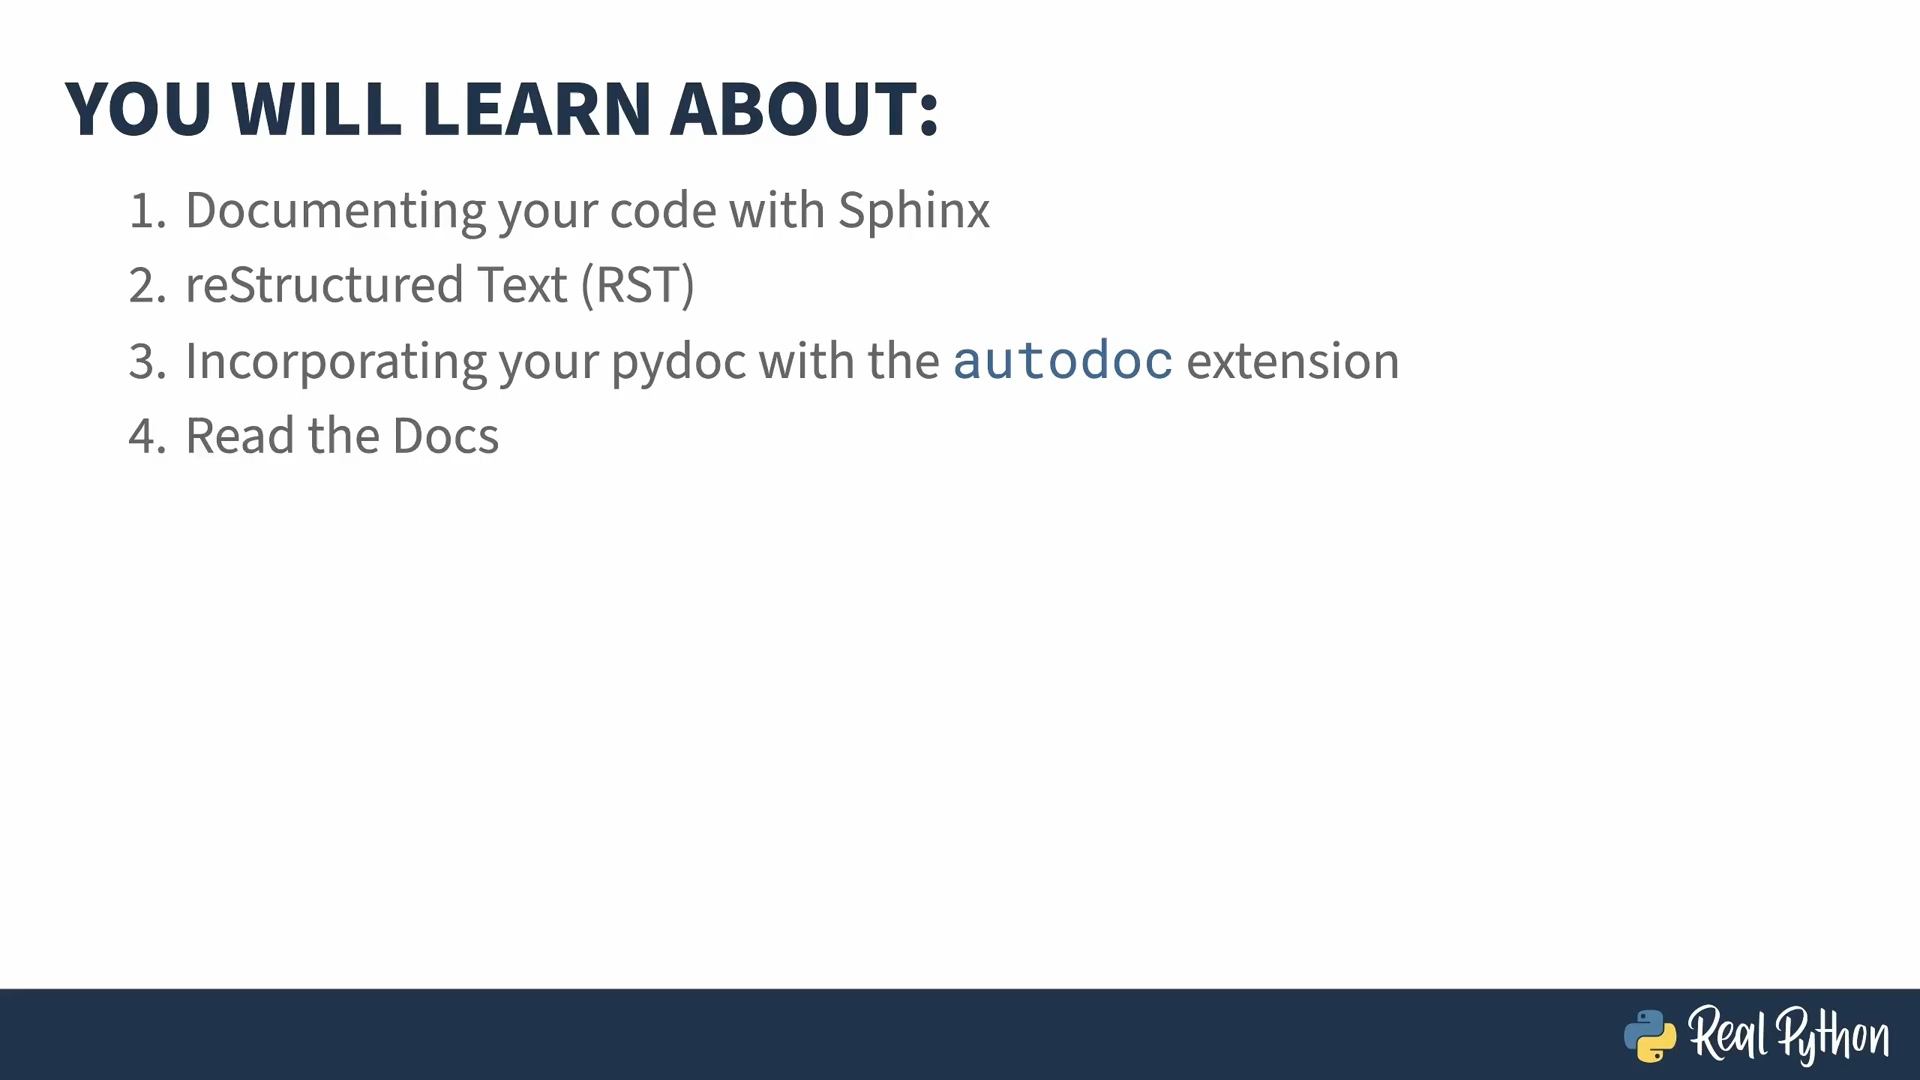 YOU WILL LEARN ABOUT:
1. Documenting your code with Sphinx
2. reStructured Text (RST)
3. Incorporating your pydoc with the autodoc extension
4. Read the Docs
Real Python